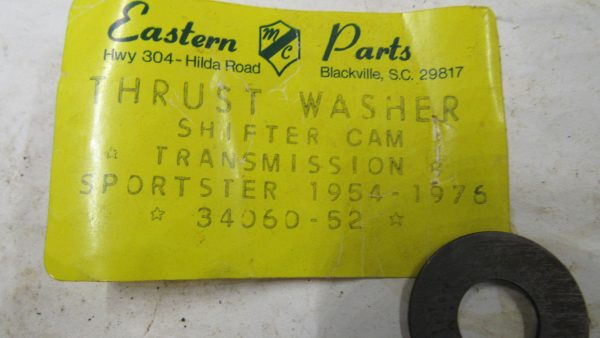 Eastern MC Parts
Hwy 304-Hilda Road Blackville, S.C. 29817
THRUST WASHER
SHIFTER CAM
☆ TRANSMISSION ☆
SPORTSTER 1954-1976
☆ 34060-52 ☆